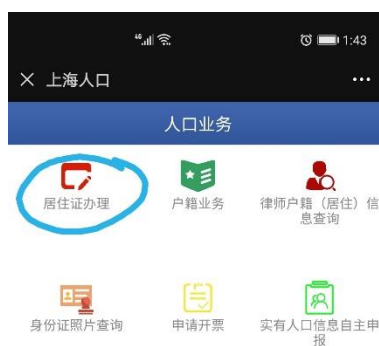 4G 1:43
上海人口
人口业务
居住证办理 户籍业务 律师户籍（居住）信
息查询
身份证照片查询 申请开票 实有人口信息自主申
报